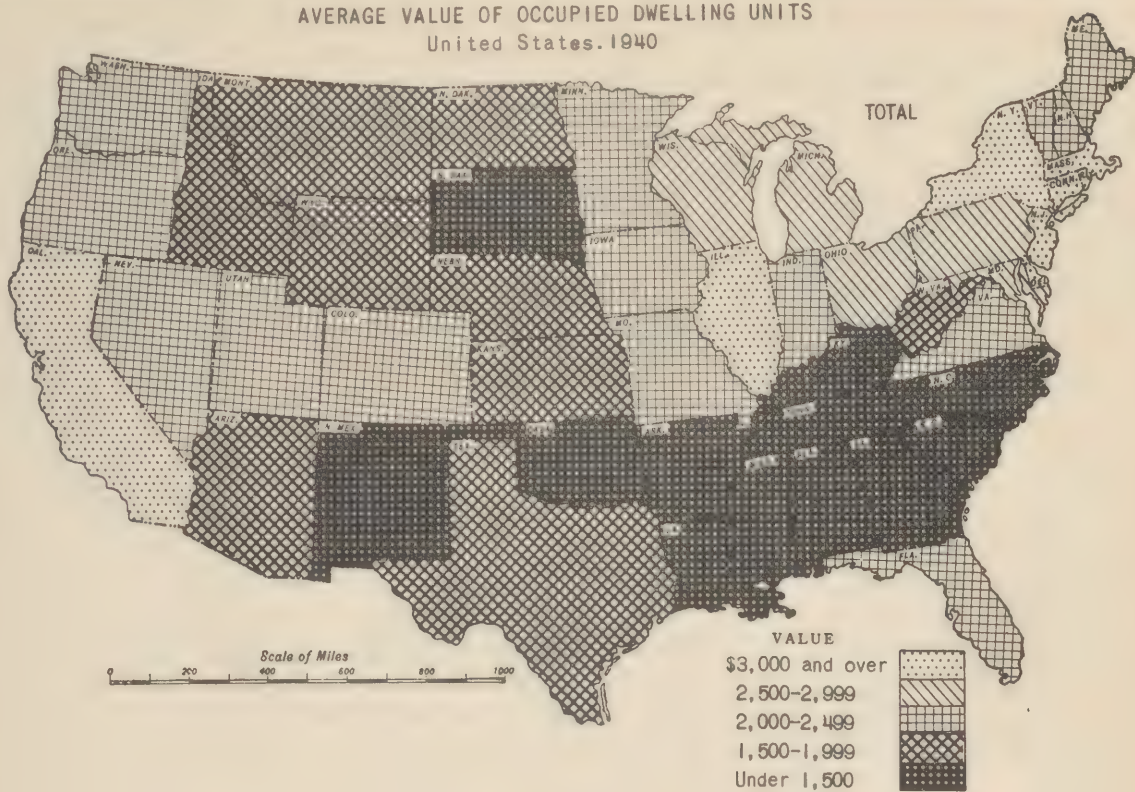 AVERAGE VALUE OF OCCUPIED DWELLING UNITS
United States.1940
TOTAL
WASH.
MONT.
N. DAK.
MINN.
ME.
N. Y.
VT.
N.H.
WIS.
MICH.
MASS.
CONN.
ORE.
S. DAK.
WYO.
IOWA
PA.
N.J.
CAL.
NEV.
UTAH
NEBR.
ILL.
IND.
OHIO
MD.
DEL.
W. VA.
VA.
COLO.
KANS.
MO.
ARIZ.
N. MEX.
TEX.
OKLA.
ARK.
N. C.
FLA.
Scale of Miles
0 200 400 600 800 1000
VALUE
$3,000 and over
2,500-2,999
2,000-2,499
1,500-1,999
Under 1,500